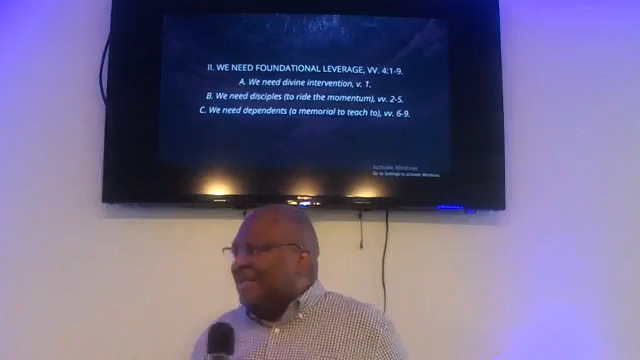 II. WE NEED FOUNDATIONAL LEVERAGE, VV. 4:1-9.
A. We need divine intervention, v. 1.
B. We need disciples (to ride the momentum), vv. 2-5.
C. We need dependents (a memorial to teach to), vv. 6-9.
Activate Windows
Go to Settings to activate Windows.